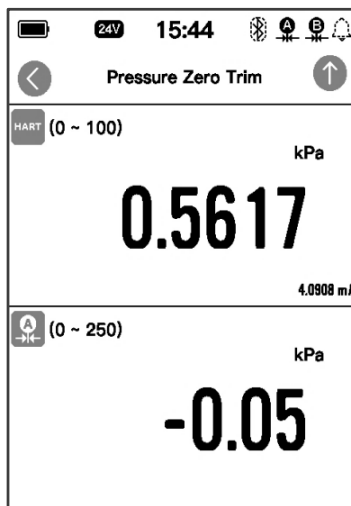 24V 15:44 A B
Pressure Zero Trim
HART (0 ~ 100)
kPa
0.5617
4.0908 mA
A (0 ~ 250)
kPa
-0.05